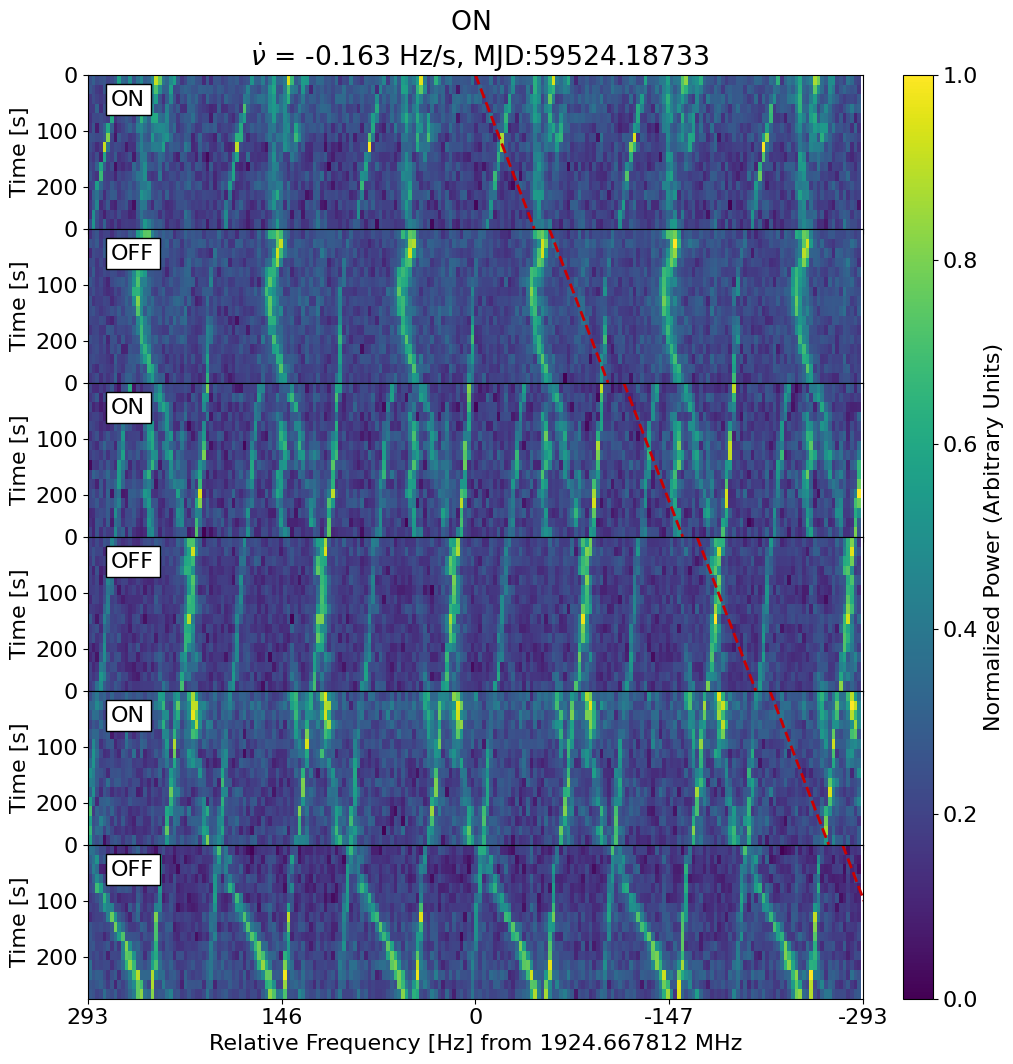 ON
ν̇ = -0.163 Hz/s, MJD:59524.18733
0
100
200
Time [s]
ON
0
100
200
Time [s]
OFF
0
100
200
Time [s]
ON
0
100
200
Time [s]
OFF
0
100
200
Time [s]
ON
0
100
200
Time [s]
OFF
293 146 0 -147 -293
Relative Frequency [Hz] from 1924.667812 MHz
1.0
0.8
0.6
0.4
0.2
0.0
Normalized Power (Arbitrary Units)